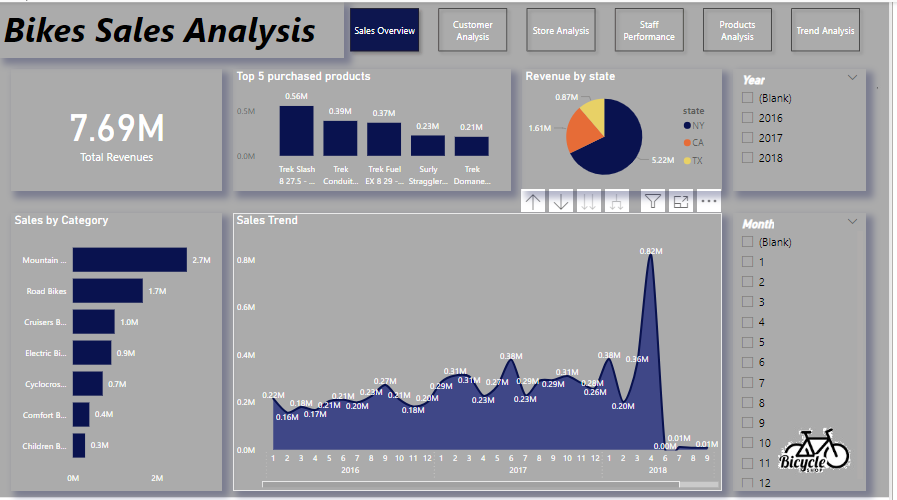 Bikes Sales Analysis
Sales Overview
Customer
Analysis
Store Analysis
Staff
Performance
Products
Analysis
Trend Analysis
7.69M
Total Revenues
Top 5 purchased products
0.5M
0.0M
0.56M
0.39M
0.37M
0.23M
0.21M
Trek Slash
8 27.5 - ...
Trek
Conduit...
Trek Fuel
EX 8 29 -...
Surly
Straggler...
Trek
Domane...
Revenue by state
0.87M
1.61M
5.22M
state
NY
CA
TX
Year
(Blank)
2016
2017
2018
Sales by Category
Mountain ... 2.7M
Road Bikes 1.7M
Cruisers B... 1.0M
Electric Bi... 0.9M
Cyclocros... 0.7M
Comfort B... 0.4M
Children B... 0.3M
0M 2M
Sales Trend
0.8M
0.6M
0.4M
0.2M
0.0M
0.22M
0.16M
0.18M
0.17M
0.21M
0.21M
0.20M
0.23M
0.27M
0.21M
0.18M
0.20M
0.29M
0.31M
0.31M
0.23M
0.27M
0.38M
0.23M
0.29M
0.29M
0.31M
0.28M
0.26M
0.38M
0.20M
0.36M
0.82M
0.00M
0.01M
0.01M
1 2 3 4 5 6 7 8 9 10 11 12 1 2 3 4 5 6 7 8 9 10 11 12 1 2 3 4 6 7 8 9
2016 2017 2018
Month
(Blank)
1
2
3
4
5
6
7
8
9
10
11
12
Bicycle
SHOP